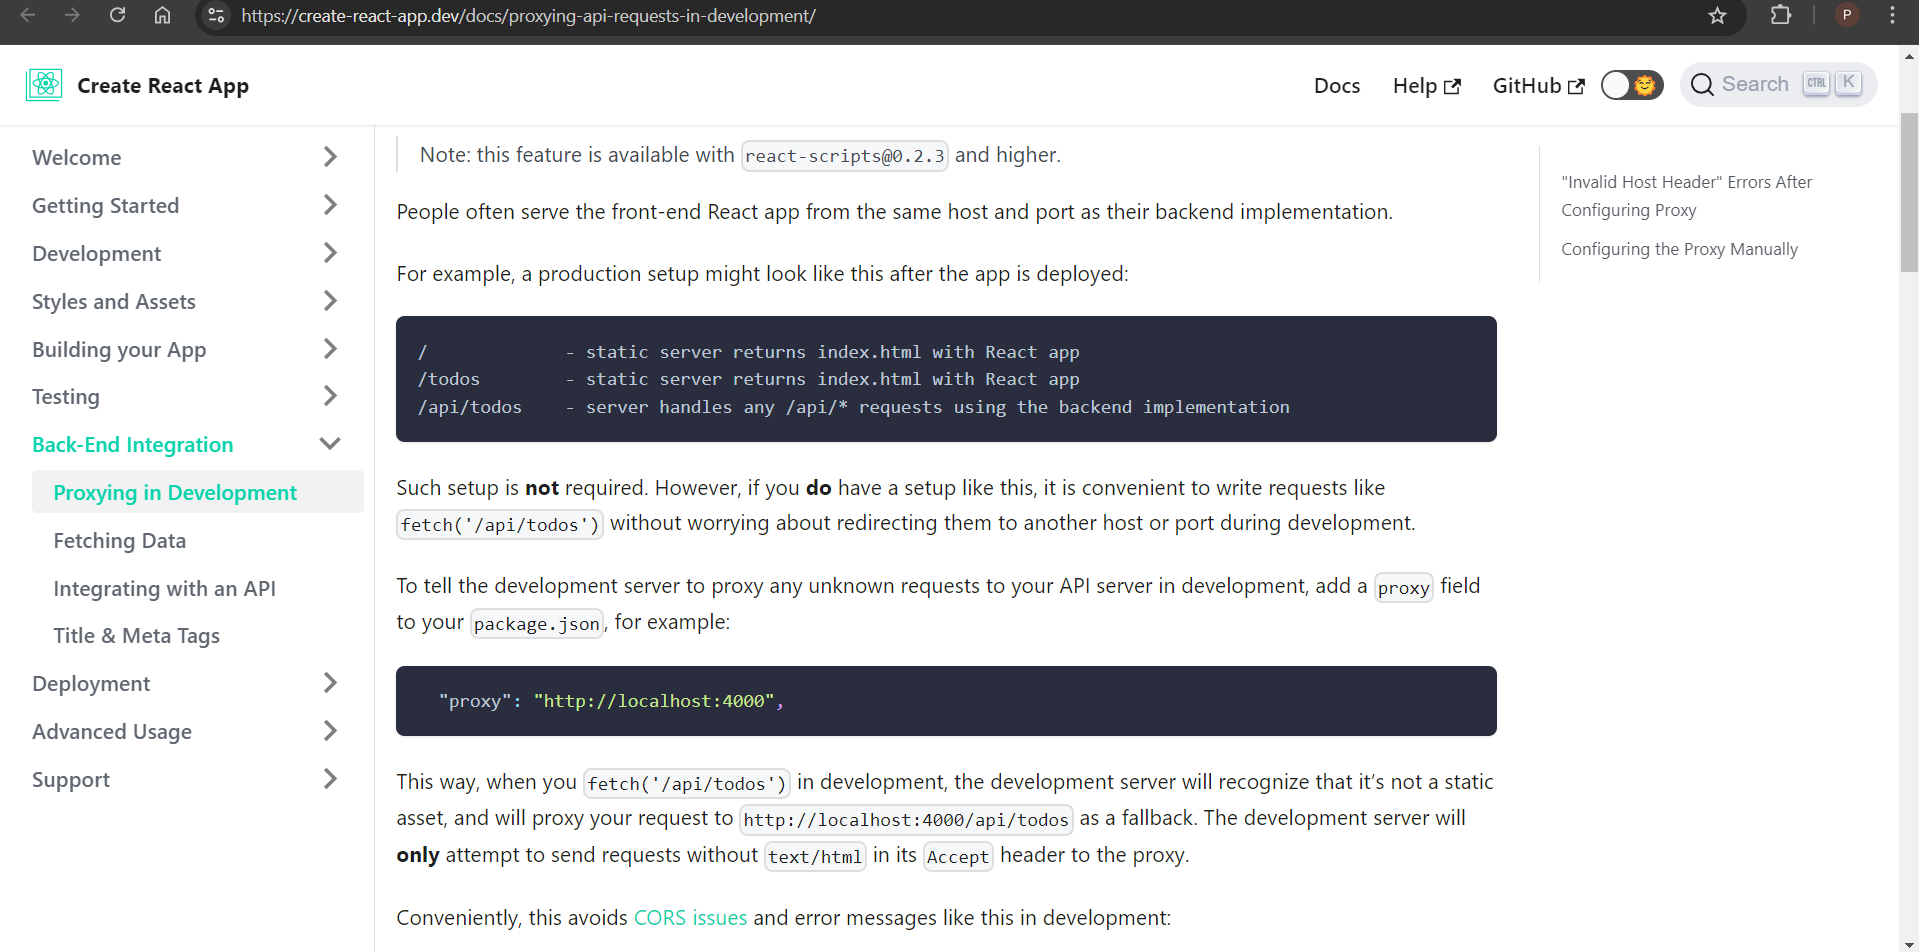 https://create-react-app.dev/docs/proxying-api-requests-in-development/
P
Create React App
Docs
Help
GitHub
Search
CTRL
K
Welcome
Getting Started
Development
Styles and Assets
Building your App
Testing
Back-End Integration
Proxying in Development
Fetching Data
Integrating with an API
Title & Meta Tags
Deployment
Advanced Usage
Support
Note: this feature is available with react-scripts@0.2.3 and higher.
People often serve the front-end React app from the same host and port as their backend implementation.
For example, a production setup might look like this after the app is deployed:
/             - static server returns index.html with React app
/todos        - static server returns index.html with React app
/api/todos    - server handles any /api/* requests using the backend implementation
Such setup is not required. However, if you do have a setup like this, it is convenient to write requests like
fetch('/api/todos') without worrying about redirecting them to another host or port during development.
To tell the development server to proxy any unknown requests to your API server in development, add a proxy field
to your package.json, for example:
"proxy": "http://localhost:4000",
This way, when you fetch('/api/todos') in development, the development server will recognize that it’s not a static
asset, and will proxy your request to http://localhost:4000/api/todos as a fallback. The development server will
only attempt to send requests without text/html in its Accept header to the proxy.
Conveniently, this avoids CORS issues and error messages like this in development:
"Invalid Host Header" Errors After
Configuring Proxy
Configuring the Proxy Manually